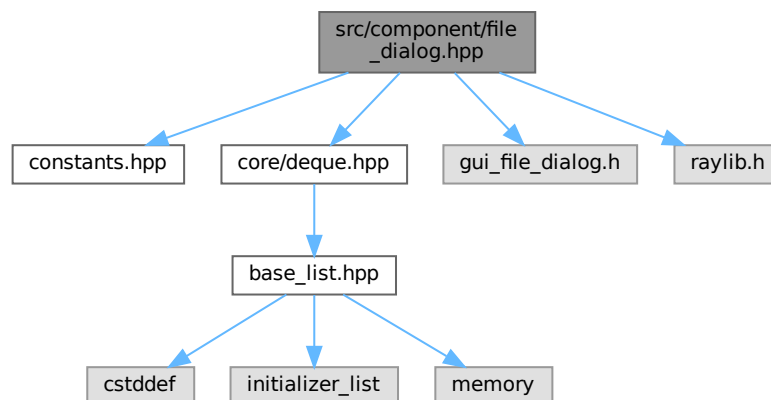 src/component/file
_dialog.hpp
constants.hpp
core/deque.hpp
gui_file_dialog.h
raylib.h
base_list.hpp
cstddef
initializer_list
memory